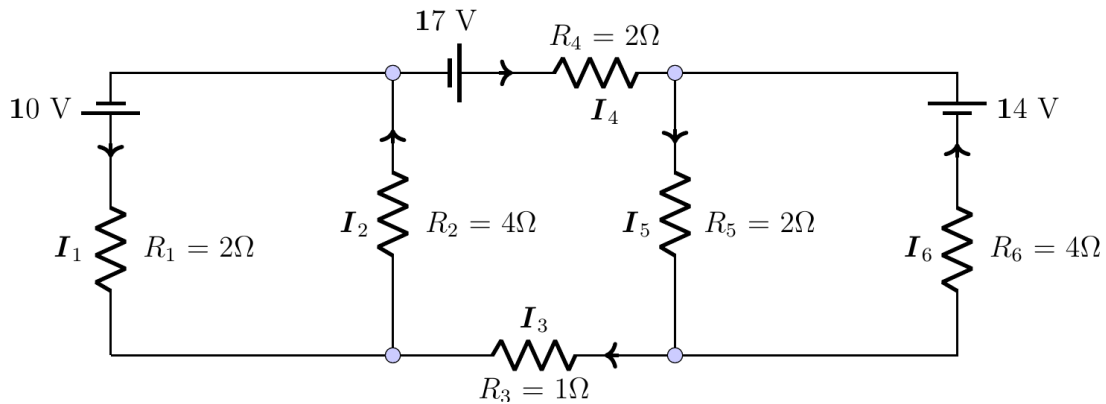 17 V
R₄ = 2Ω
10 V
I₄
14 V
I₁
R₁ = 2Ω
I₂
R₂ = 4Ω
I₅
R₅ = 2Ω
I₆
R₆ = 4Ω
I₃
R₃ = 1Ω